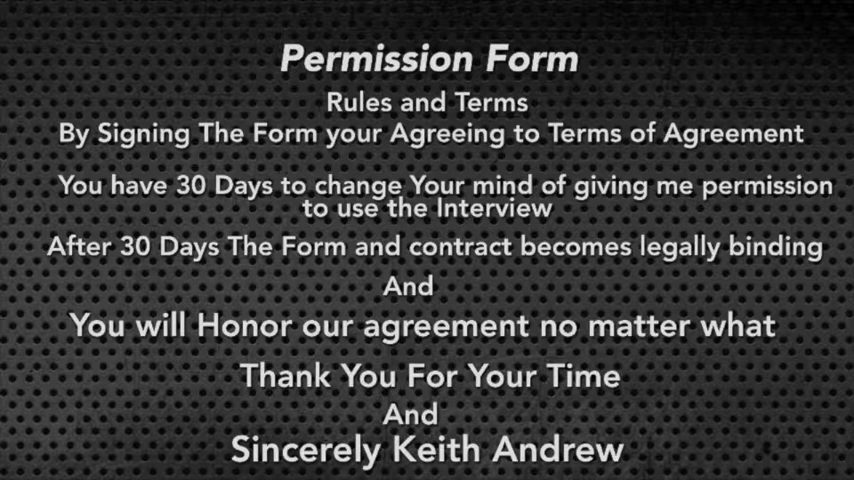 Permission Form
Rules and Terms
By Signing The Form your Agreeing to Terms of Agreement
You have 30 Days to change Your mind of giving me permission
to use the Interview
After 30 Days The Form and contract becomes legally binding
And
You will Honor our agreement no matter what
Thank You For Your Time
And
Sincerely Keith Andrew